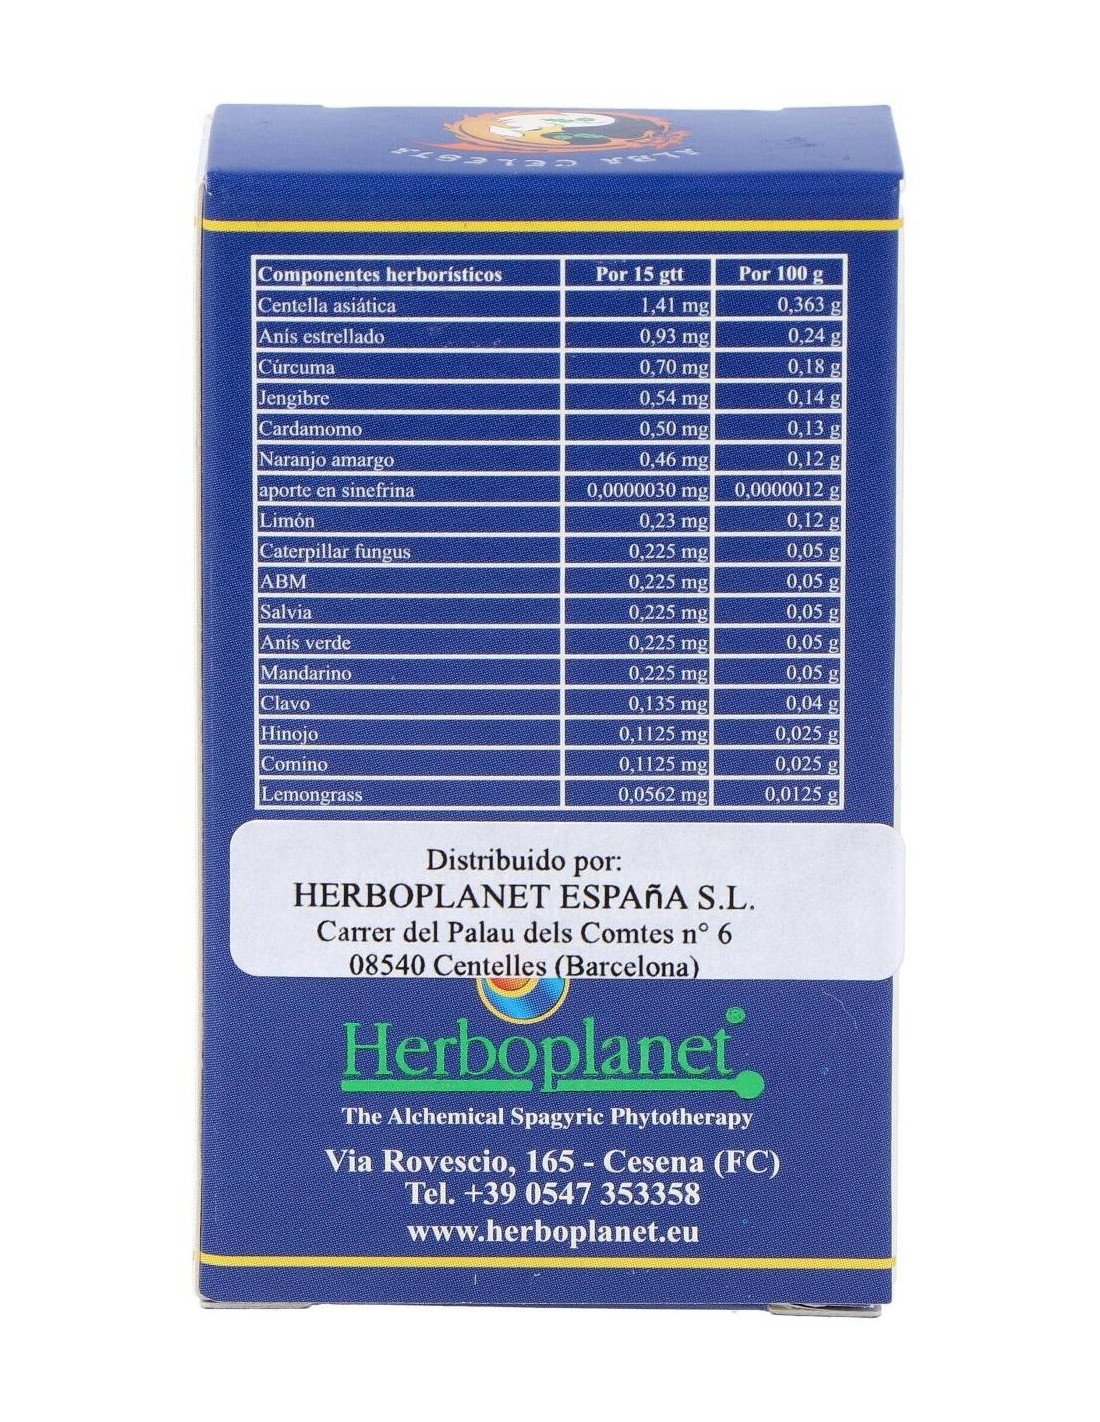 ALBA CELESTA
Componentes herborísticos Por 15 gtt Por 100 g
Centella asiática 1,41 mg 0,363 g
Anís estrellado 0,93 mg 0,24 g
Cúrcuma 0,70 mg 0,18 g
Jengibre 0,54 mg 0,14 g
Cardamomo 0,50 mg 0,13 g
Naranjo amargo 0,46 mg 0,12 g
aporte en sinefrina 0,0000030 mg 0,0000012 g
Limón 0,23 mg 0,12 g
Caterpillar fungus 0,225 mg 0,05 g
ABM 0,225 mg 0,05 g
Salvia 0,225 mg 0,05 g
Anís verde 0,225 mg 0,05 g
Mandarino 0,225 mg 0,05 g
Clavo 0,135 mg 0,04 g
Hinojo 0,1125 mg 0,025 g
Comino 0,1125 mg 0,025 g
Lemongrass 0,0562 mg 0,0125 g
Distribuido por:
HERBOPLANET ESPAñA S.L.
Carrer del Palau dels Comtes n° 6
08540 Centelles (Barcelona)
Herboplanet®
The Alchemical Spagyric Phytotherapy
Via Rovescio, 165 - Cesena (FC)
Tel. +39 0547 353358
www.herboplanet.eu